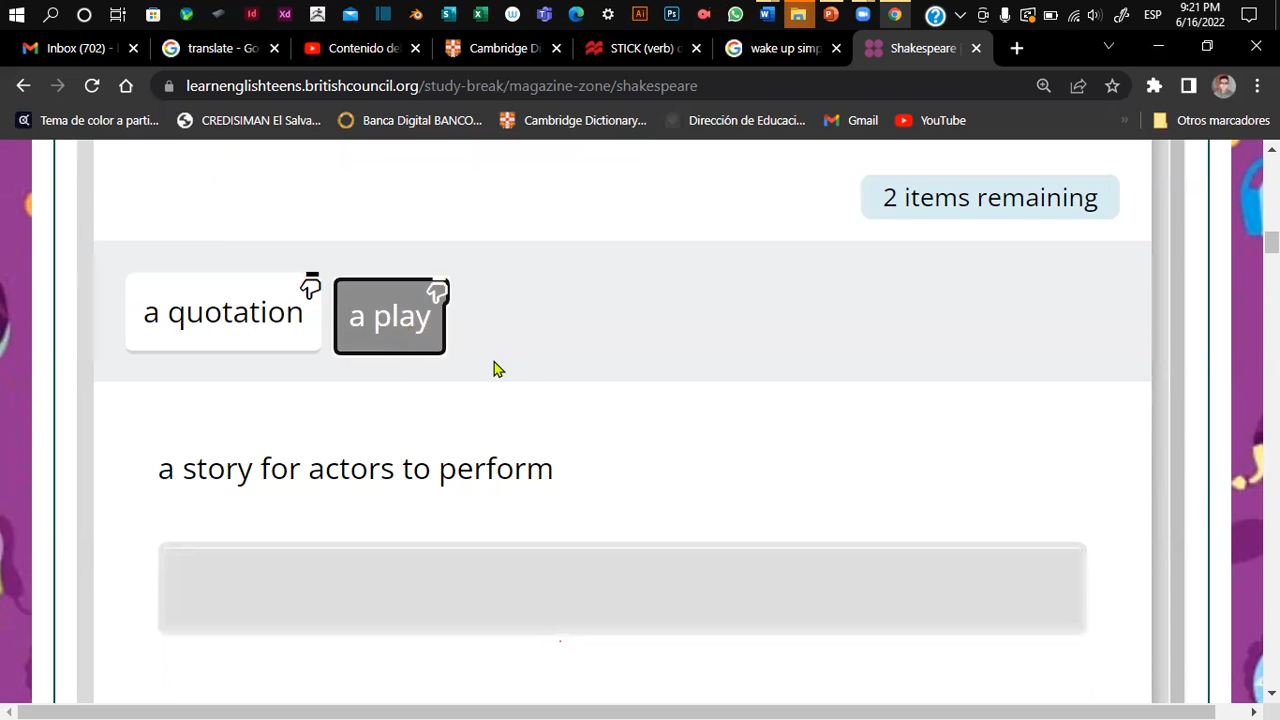 ESP
9:21 PM
6/16/2022
Inbox (702) -
translate - Go
Contenido del
Cambridge Di
STICK (verb) c
wake up simp
Shakespeare
learnenglishteens.britishcouncil.org/study-break/magazine-zone/shakespeare
Tema de color a parti...
CREDISIMAN El Salva...
Banca Digital BANCO...
Cambridge Dictionary...
Dirección de Educaci...
Gmail
YouTube
Otros marcadores
2 items remaining
a quotation
a play
a story for actors to perform